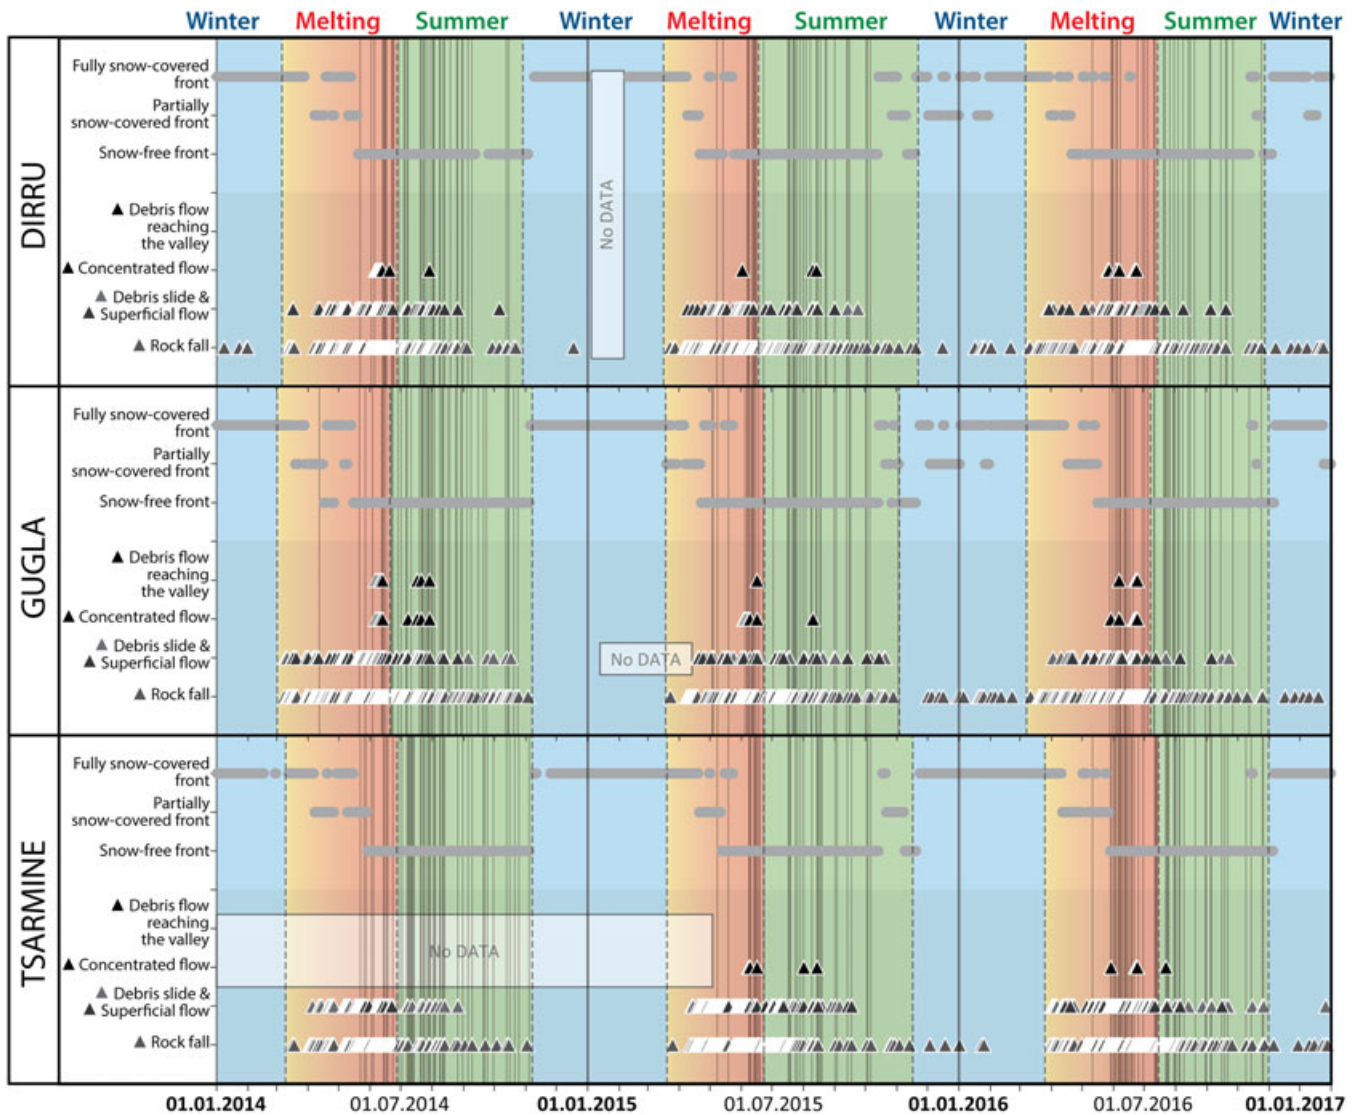 Winter Melting Summer Winter Melting Summer Winter Melting Summer Winter
DIRRU
Fully snow-covered
front
Partially
snow-covered front
Snow-free front
▲ Debris flow
reaching
the valley
▲ Concentrated flow
▲ Debris slide &
▲ Superficial flow
▲ Rock fall
No DATA
GUGLA
Fully snow-covered
front
Partially
snow-covered front
Snow-free front
▲ Debris flow
reaching
the valley
▲ Concentrated flow
▲ Debris slide &
▲ Superficial flow
▲ Rock fall
No DATA
TSARMINE
Fully snow-covered
front
Partially
snow-covered front
Snow-free front
▲ Debris flow
reaching
the valley
▲ Concentrated flow
▲ Debris slide &
▲ Superficial flow
▲ Rock fall
No DATA
01.01.2014 01.07.2014 01.01.2015 01.07.2015 01.01.2016 01.07.2016 01.01.2017